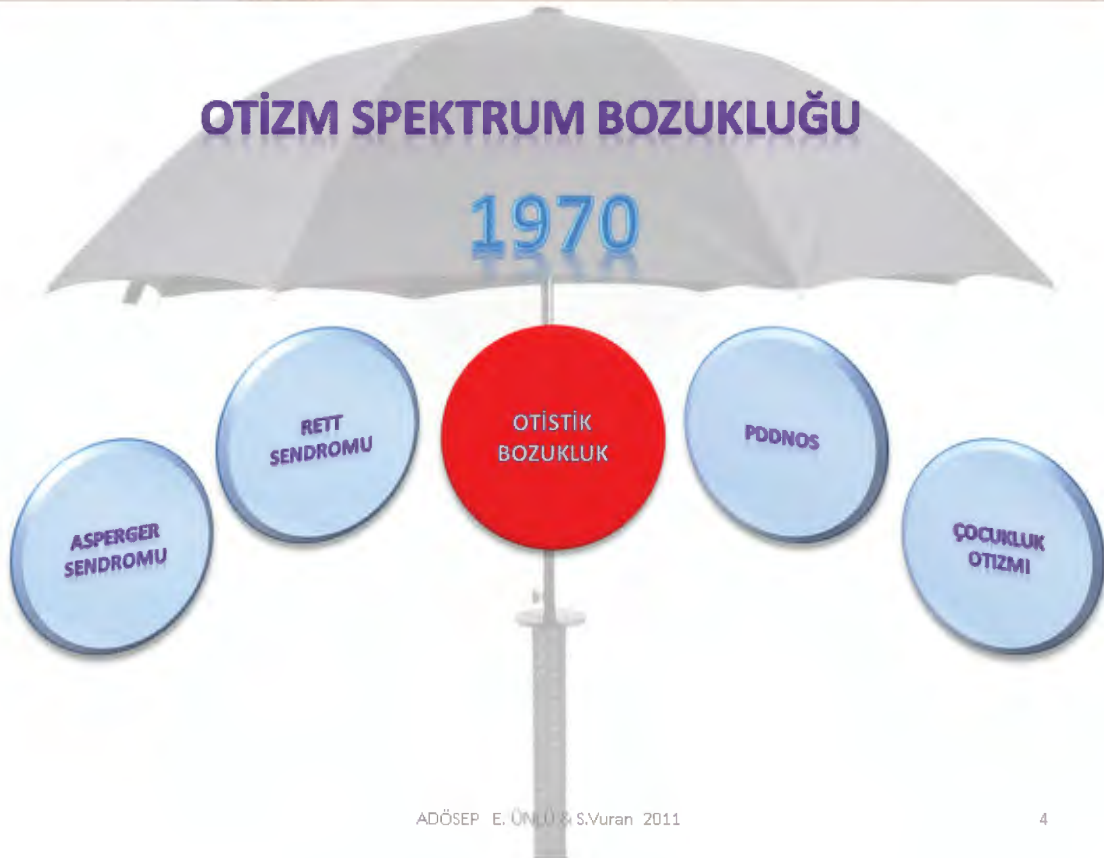 OTİZM SPEKTRUM BOZUKLUĞU
1970
ASPERGER
SENDROMU
RETT
SENDROMU
OTİSTİK
BOZUKLUK
PDDNOS
ÇOCUKLUK
OTIZMI
ADÖSEP E. ÜNLÜ & S.Vuran 2011
4